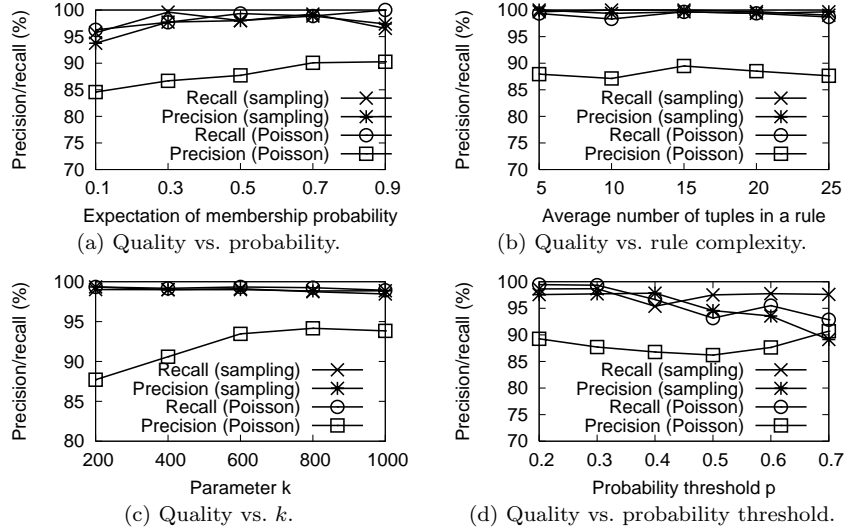 100
95
90
85
80
75
70
Precision/recall (%)
Recall (sampling)
Precision (sampling)
Recall (Poisson)
Precision (Poisson)
0.1 0.3 0.5 0.7 0.9
Expectation of membership probability
(a) Quality vs. probability.
100
95
90
85
80
75
70
Precision/recall (%)
Recall (sampling)
Precision (sampling)
Recall (Poisson)
Precision (Poisson)
5 10 15 20 25
Average number of tuples in a rule
(b) Quality vs. rule complexity.
100
95
90
85
80
Precision/recall (%)
Recall (sampling)
Precision (sampling)
Recall (Poisson)
Precision (Poisson)
200 400 600 800 1000
Parameter k
(c) Quality vs. k.
100
95
90
85
80
75
70
Precision/recall (%)
Recall (sampling)
Precision (sampling)
Recall (Poisson)
Precision (Poisson)
0.2 0.3 0.4 0.5 0.6 0.7
Probability threshold p
(d) Quality vs. probability threshold.